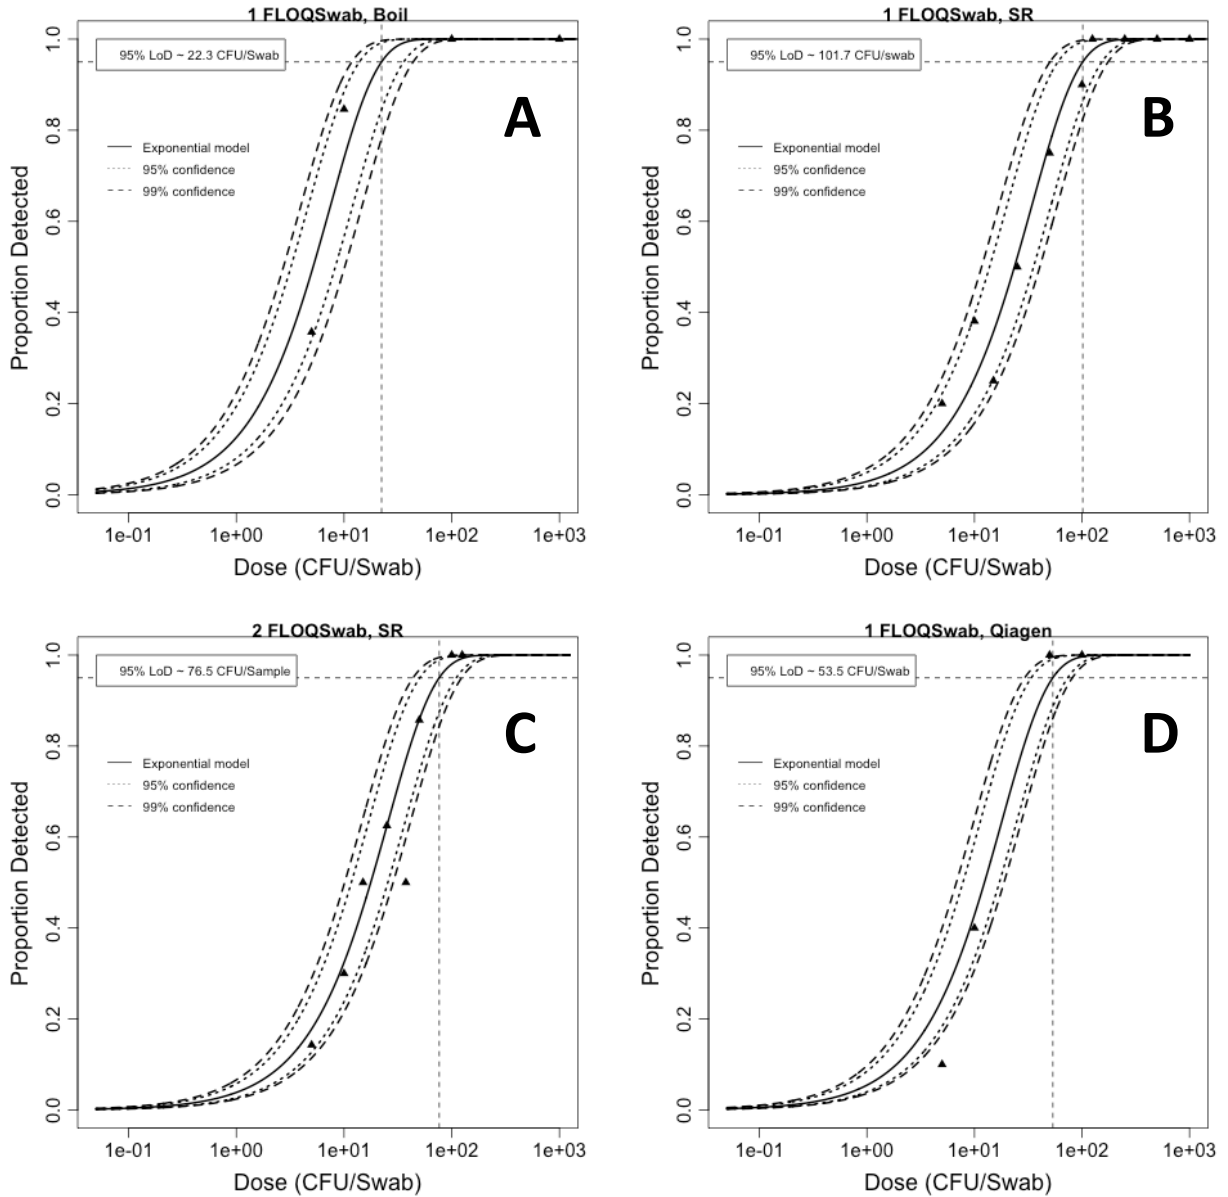 1 FLOQSwab, Boil
95% LoD ~ 22.3 CFU/Swab
A
Exponential model
95% confidence
99% confidence
Proportion Detected
0.0 0.2 0.4 0.6 0.8 1.0
1e-01 1e+00 1e+01 1e+02 1e+03
Dose (CFU/Swab)
1 FLOQSwab, SR
95% LoD ~ 101.7 CFU/swab
B
Exponential model
95% confidence
99% confidence
Proportion Detected
0.0 0.2 0.4 0.6 0.8 1.0
1e-01 1e+00 1e+01 1e+02 1e+03
Dose (CFU/Swab)
2 FLOQSwab, SR
95% LoD ~ 76.5 CFU/Sample
C
Exponential model
95% confidence
99% confidence
Proportion Detected
0.0 0.2 0.4 0.6 0.8 1.0
1e-01 1e+00 1e+01 1e+02 1e+03
Dose (CFU/Swab)
1 FLOQSwab, Qiagen
95% LoD ~ 53.5 CFU/Swab
D
Exponential model
95% confidence
99% confidence
Proportion Detected
0.0 0.2 0.4 0.6 0.8 1.0
1e-01 1e+00 1e+01 1e+02 1e+03
Dose (CFU/Swab)